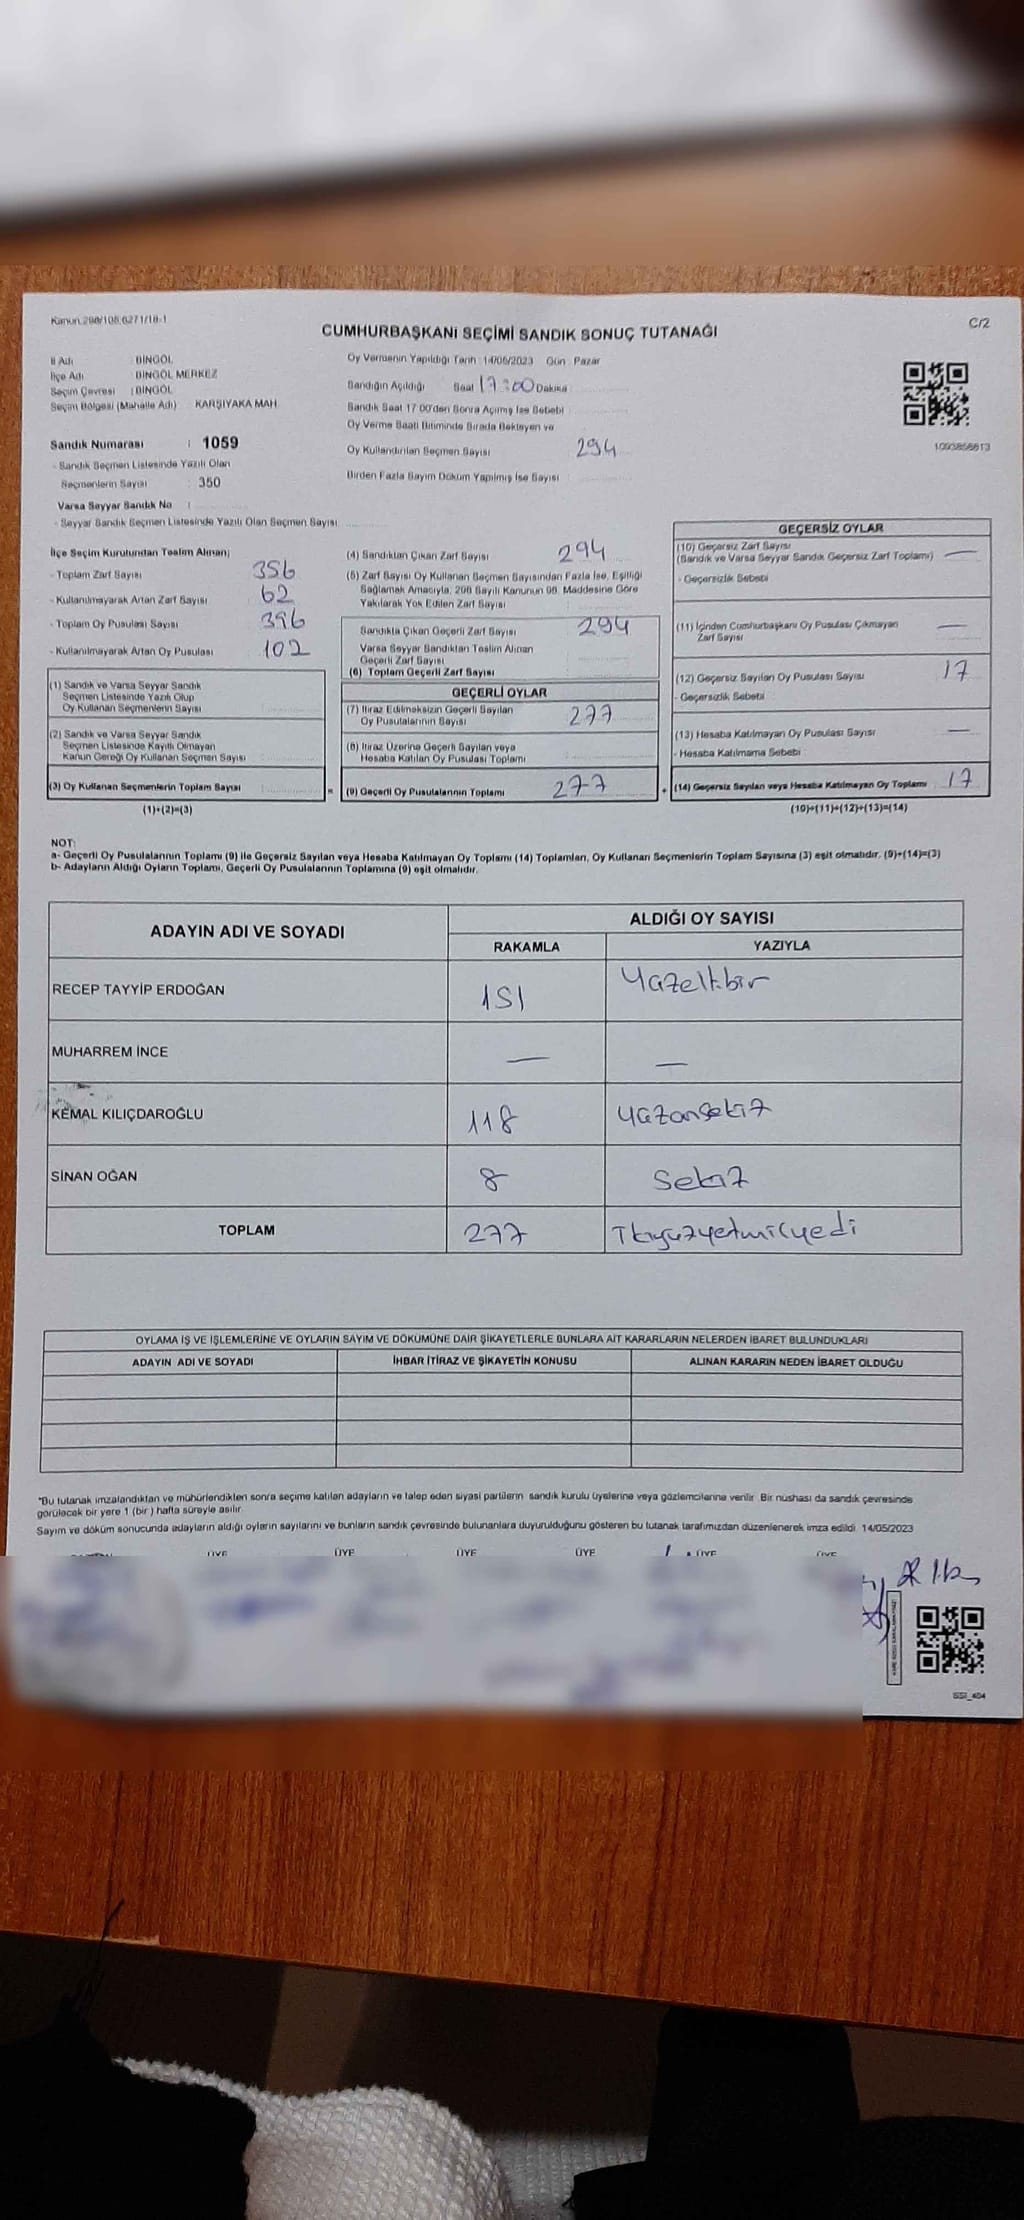 Kanun.298/105.6271/18-1
C/2
CUMHURBAŞKANI SEÇİMİ SANDIK SONUÇ TUTANAĞI
İl Adı : BİNGÖL
İlçe Adı : BİNGÖL MERKEZ
Seçim Çevresi : BİNGÖL
Seçim Bölgesi (Mahalle Adı) KARŞIYAKA MAH.
Sandık Numarası : 1059
- Sandık Seçmen Listesinde Yazılı Olan
Seçmenlerin Sayısı : 350
Varsa Seyyar Sandık No :
- Seyyar Sandık Seçmen Listesinde Yazılı Olan Seçmen Sayısı
Oy Vermenin Yapıldığı Tarih : 14/05/2023 Gün : Pazar
Sandığın Açıldığı Saat 17:00 Dakika
Sandık Saat 17:00'den Sonra Açılmış İse Sebebi
Oy Verme Saati Bitiminde Sırada Bekleyen ve
Oy Kullandırılan Seçmen Sayısı 294
Birden Fazla Sayım Döküm Yapılmış İse Sayısı
1093858613
İlçe Seçim Kurulundan Teslim Alınan;
- Toplam Zarf Sayısı 356
- Kullanılmayarak Artan Zarf Sayısı 62
- Toplam Oy Pusulası Sayısı 396
- Kullanılmayarak Artan Oy Pusulası 102
(1) Sandık ve Varsa Seyyar Sandık
Seçmen Listesinde Yazılı Olup
Oy Kullanan Seçmenlerin Sayısı
(2) Sandık ve Varsa Seyyar Sandık
Seçmen Listesinde Kayıtlı Olmayan
Kanun Gereği Oy Kullanan Seçmen Sayısı
(3) Oy Kullanan Seçmenlerin Toplam Sayısı
(1)+(2)=(3)
(4) Sandıktan Çıkan Zarf Sayısı 294
(5) Zarf Sayısı Oy Kullanan Seçmen Sayısından Fazla İse, Eşitliği
Sağlamak Amacıyla, 298 Sayılı Kanunun 98. Maddesine Göre
Yakılarak Yok Edilen Zarf Sayısı
Sandıkta Çıkan Geçerli Zarf Sayısı 294
Varsa Seyyar Sandıktan Teslim Alınan
Geçerli Zarf Sayısı
(6) Toplam Geçerli Zarf Sayısı
GEÇERLİ OYLAR
(7) İtiraz Edilmeksizin Geçerli Sayılan
Oy Pusulalarının Sayısı 277
(8) İtiraz Üzerine Geçerli Sayılan veya
Hesaba Katılan Oy Pusulası Toplamı
= (9) Geçerli Oy Pusulalarının Toplamı 277
GEÇERSİZ OYLAR
(10) Geçersiz Zarf Sayısı
(Sandık ve Varsa Seyyar Sandık Geçersiz Zarf Toplamı) —
- Geçersizlik Sebebi
(11) İçinden Cumhurbaşkanı Oy Pusulası Çıkmayan
Zarf Sayısı —
(12) Geçersiz Sayılan Oy Pusulası Sayısı 17
- Geçersizlik Sebebi
(13) Hesaba Katılmayan Oy Pusulası Sayısı —
- Hesaba Katılmama Sebebi
+ (14) Geçersiz Sayılan veya Hesaba Katılmayan Oy Toplamı 17
(10)+(11)+(12)+(13)=(14)
NOT:
a- Geçerli Oy Pusulalarının Toplamı (9) ile Geçersiz Sayılan veya Hesaba Katılmayan Oy Toplamı (14) Toplamları, Oy Kullanan Seçmenlerin Toplam Sayısına (3) eşit olmalıdır. (9)+(14)=(3)
b- Adayların Aldığı Oyların Toplamı, Geçerli Oy Pusulalarının Toplamına (9) eşit olmalıdır.
ADAYIN ADI VE SOYADI
ALDIĞI OY SAYISI
RAKAMLA YAZIYLA
RECEP TAYYİP ERDOĞAN 151 Yüzellibir
MUHARREM İNCE — —
KEMAL KILIÇDAROĞLU 118 Yüzonsekiz
SİNAN OĞAN 8 Sekiz
TOPLAM 277 İkiyüzyetmişyedi
OYLAMA İŞ VE İŞLEMLERİNE VE OYLARIN SAYIM VE DÖKÜMÜNE DAİR ŞİKAYETLERLE BUNLARA AİT KARARLARIN NELERDEN İBARET BULUNDUKLARI
ADAYIN ADI VE SOYADI İHBAR İTİRAZ VE ŞİKAYETİN KONUSU ALINAN KARARIN NEDEN İBARET OLDUĞU
"Bu tutanak imzalandıktan ve mühürlendikten sonra seçime katılan adayların ve talep eden siyasi partilerin sandık kurulu üyelerine veya gözlemcilerine verilir. Bir nüshası da sandık çevresinde
görülecek bir yere 1 (bir ) hafta süreyle asılır.
Sayım ve döküm sonucunda adayların aldığı oyların sayılarını ve bunların sandık çevresinde bulunanlara duyurulduğunu gösteren bu tutanak tarafımızdan düzenlenerek imza edildi. 14/05/2023
ÜYE ÜYE ÜYE ÜYE ÜYE ÜYE
SSI_404